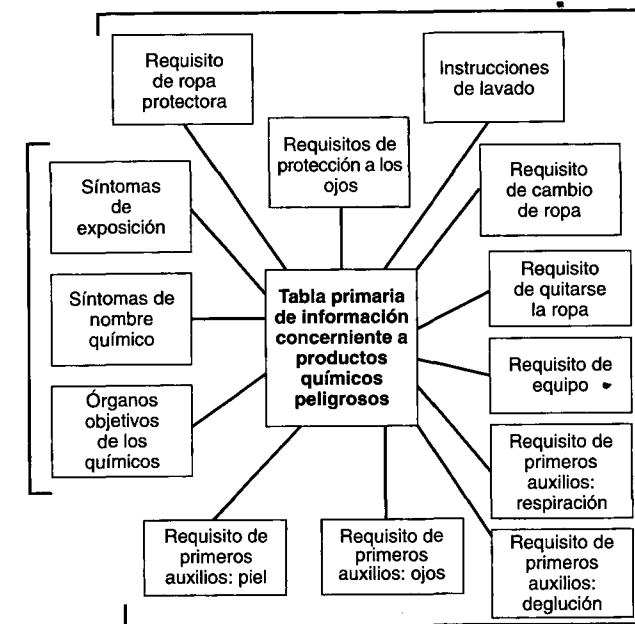 Requisito
de ropa
protectora
Instrucciones
de lavado
Requisitos de
protección a los
ojos
Síntomas
de
exposición
Requisito
de cambio
de ropa
Síntomas de
nombre
químico
Tabla primaria
de información
concerniente a
productos
químicos
peligrosos
Requisito
de quitarse
la ropa
Requisito de
equipo
Órganos
objetivos
de los
químicos
Requisito de
primeros
auxilios:
respiración
Requisito de
primeros
auxilios: piel
Requisito de
primeros
auxilios: ojos
Requisito de
primeros
auxilios:
deglución